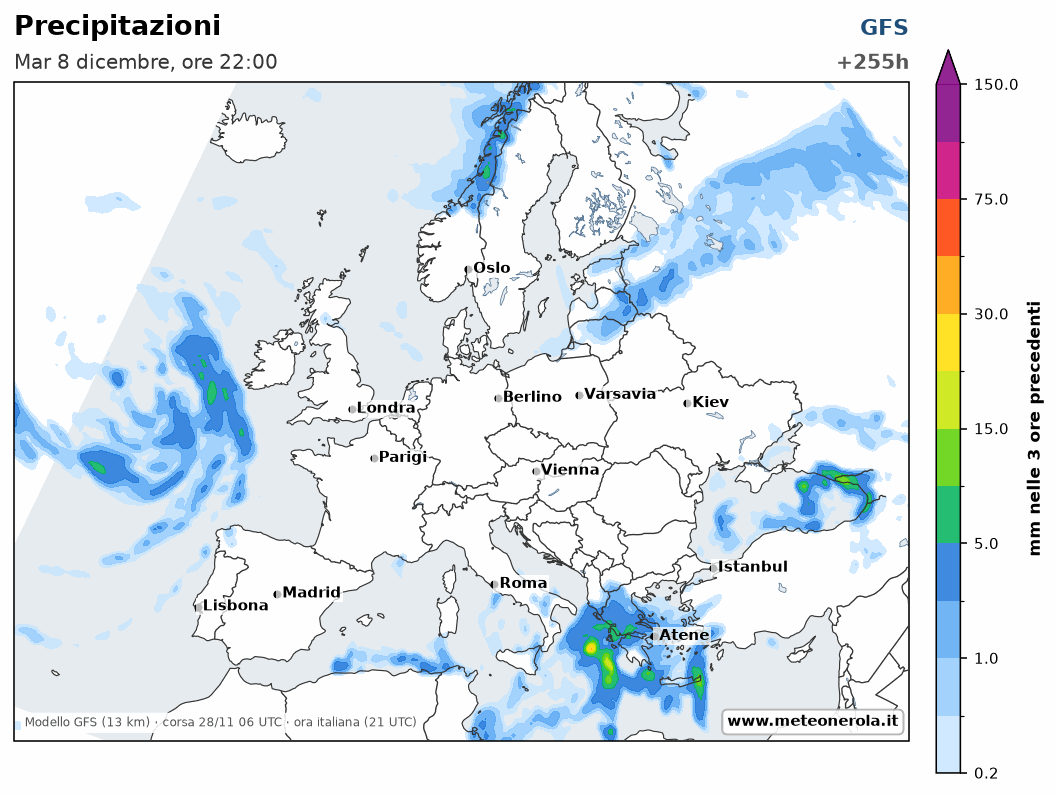 Precipitazioni
GFS
Mar 8 dicembre, ore 22:00
+255h
150.0
75.0
30.0
15.0
5.0
1.0
0.2
mm nelle 3 ore precedenti
Oslo
Berlino
Varsavia
Kiev
Londra
Parigi
Vienna
Istanbul
Roma
Madrid
Lisbona
Atene
Modello GFS (13 km) · corsa 28/11 06 UTC · ora italiana (21 UTC)
www.meteonerola.it